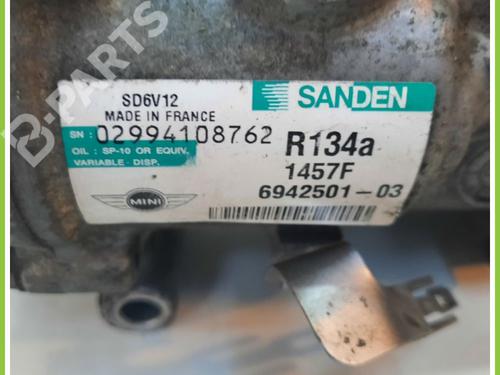 B-PARTS
SD6V12
MADE IN FRANCE
SANDEN
SN : 02994108762
R134a
OIL : SP-10 OR EQUIV.
VARIABLE DISP.
1457F
6942501-03
MINI